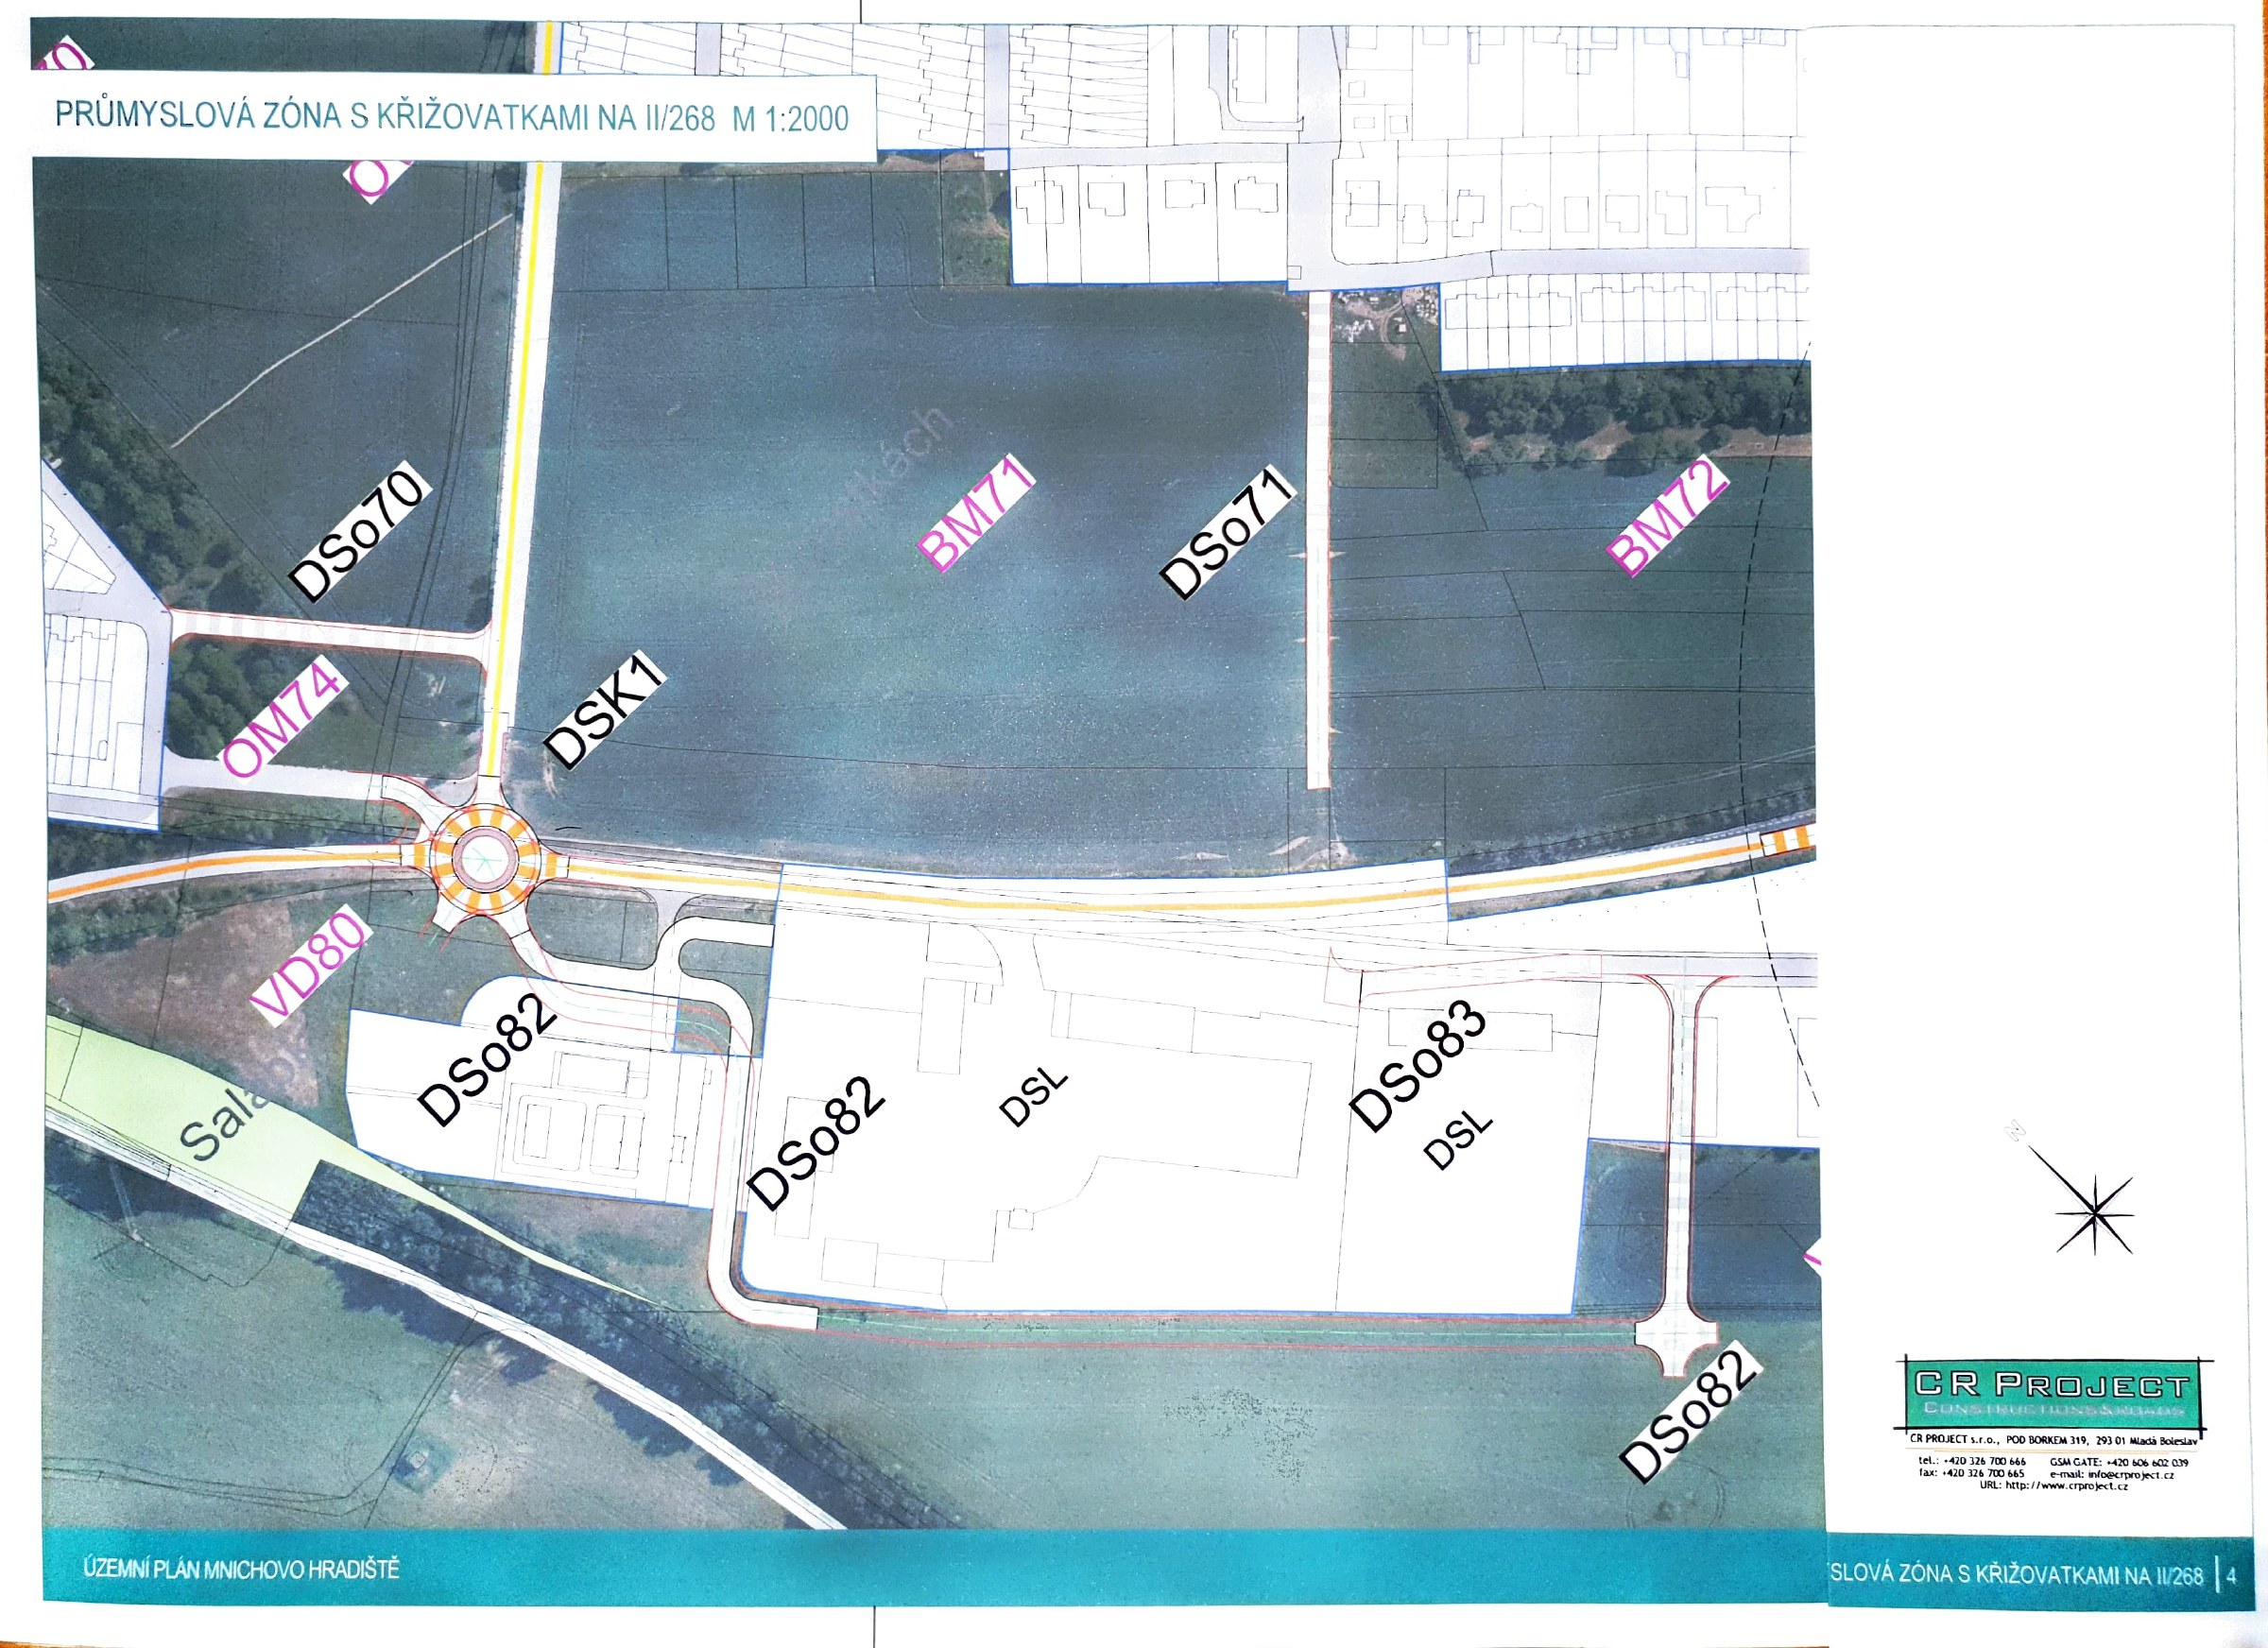 PRŮMYSLOVÁ ZÓNA S KŘIŽOVATKAMI NA II/268 M 1:2000
DSo70
BM71
DSo71
BM72
OM74
DSK1
VD80
DSo82
DSo82
DSL
DSo83
DSL
DSo82
N
CR PROJECT
CONSTRUCTIONS & ROADS
CR PROJECT s.r.o., POD BORKEM 319, 293 01 Mladá Boleslav
tel.: +420 326 700 666 GSM GATE: +420 606 602 039
fax: +420 326 700 665 e-mail: info@crproject.cz
URL: http://www.crproject.cz
ÚZEMNÍ PLÁN MNICHOVO HRADIŠTĚ
SLOVÁ ZÓNA S KŘIŽOVATKAMI NA II/268 | 4